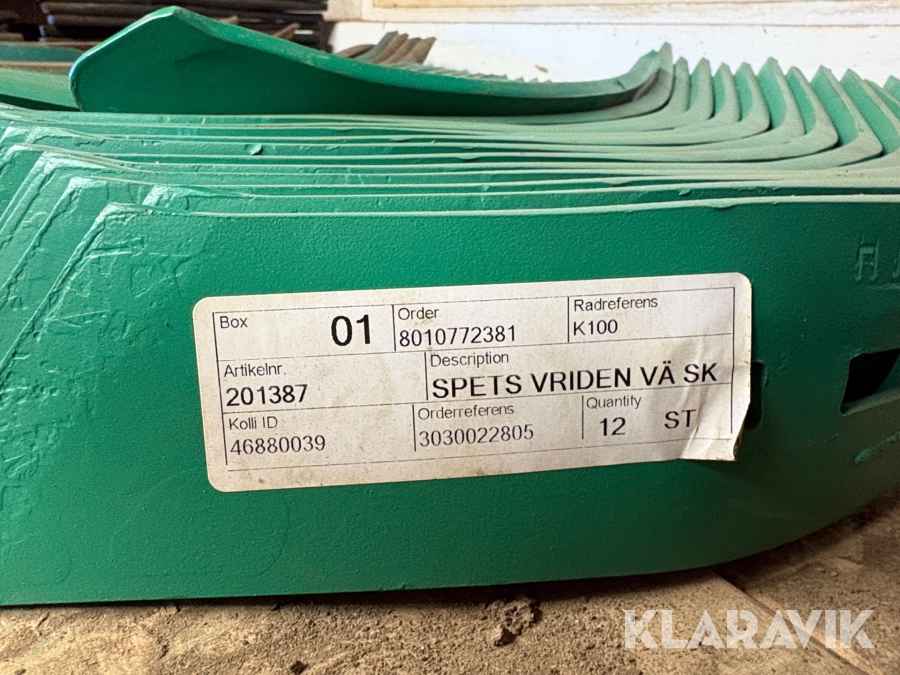 Box 01
Order
8010772381
Radreferens
K100
Artikelnr.
201387
Description
SPETS VRIDEN VÄ SK
Kolli ID
46880039
Orderreferens
3030022805
Quantity
12 ST
KLARAVIK